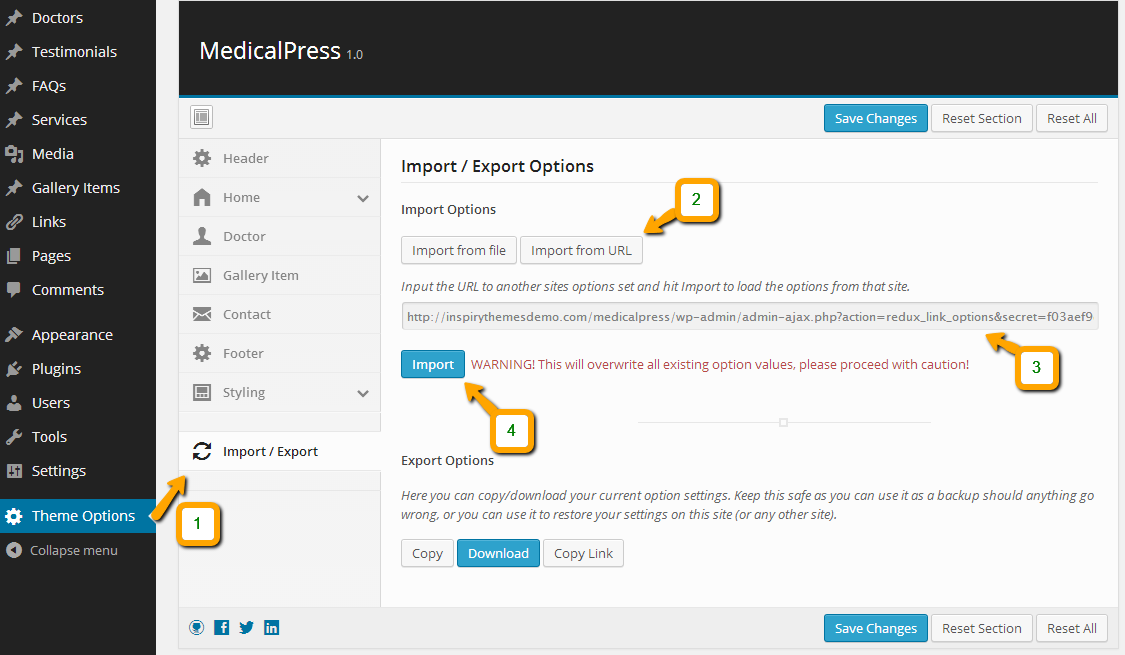 Doctors
Testimonials
FAQs
Services
Media
Gallery Items
Links
Pages
Comments
Appearance
Plugins
Users
Tools
Settings
Theme Options
Collapse menu
MedicalPress 1.0
Save Changes Reset Section Reset All
Header
Home
Doctor
Gallery Item
Contact
Footer
Styling
Import / Export
1
Import / Export Options
Import Options
2
Import from file Import from URL
Input the URL to another sites options set and hit Import to load the options from that site.
http://inspirythemesdemo.com/medicalpress/wp-admin/admin-ajax.php?action=redux_link_options&secret=f03aef9
3
Import WARNING! This will overwrite all existing option values, please proceed with caution!
4
Export Options
Here you can copy/download your current option settings. Keep this safe as you can use it as a backup should anything go
wrong, or you can use it to restore your settings on this site (or any other site).
Copy Download Copy Link
Save Changes Reset Section Reset All